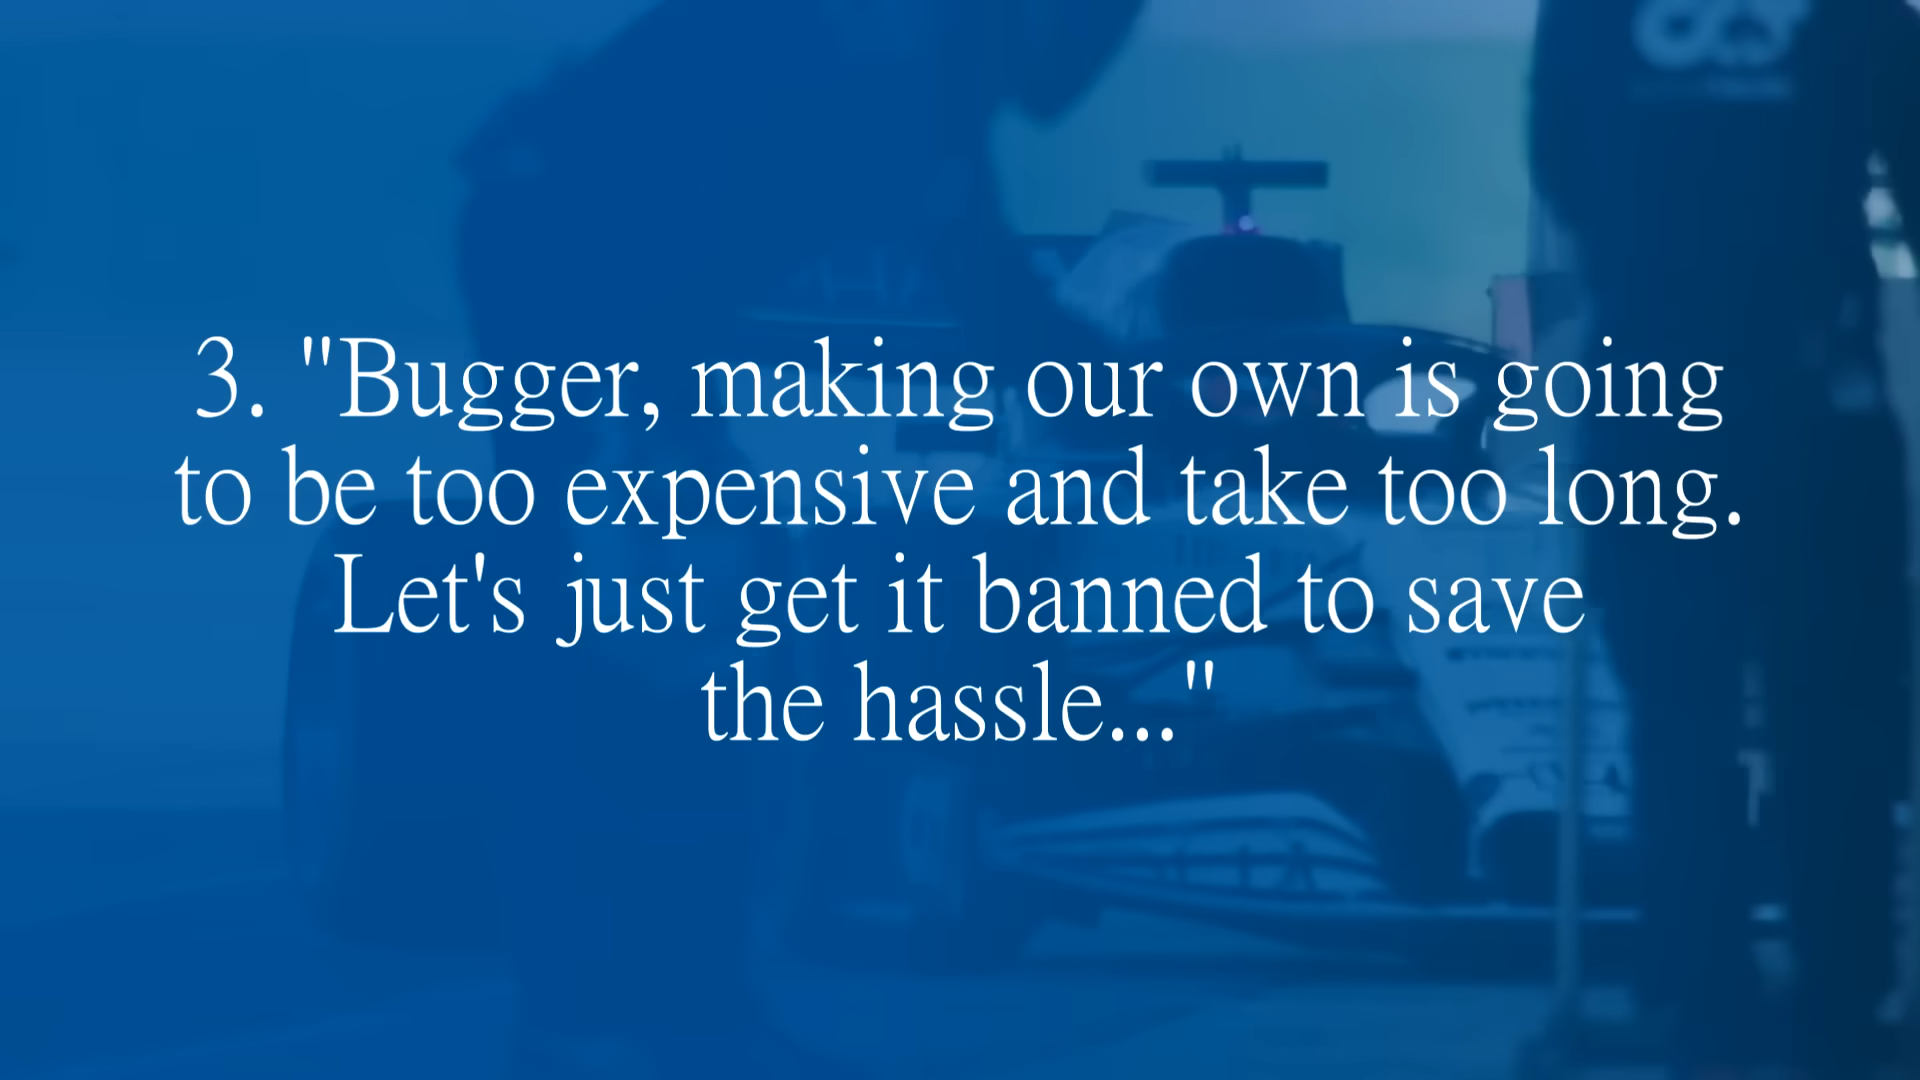 3. "Bugger, making our own is going
to be too expensive and take too long.
Let's just get it banned to save
the hassle..."